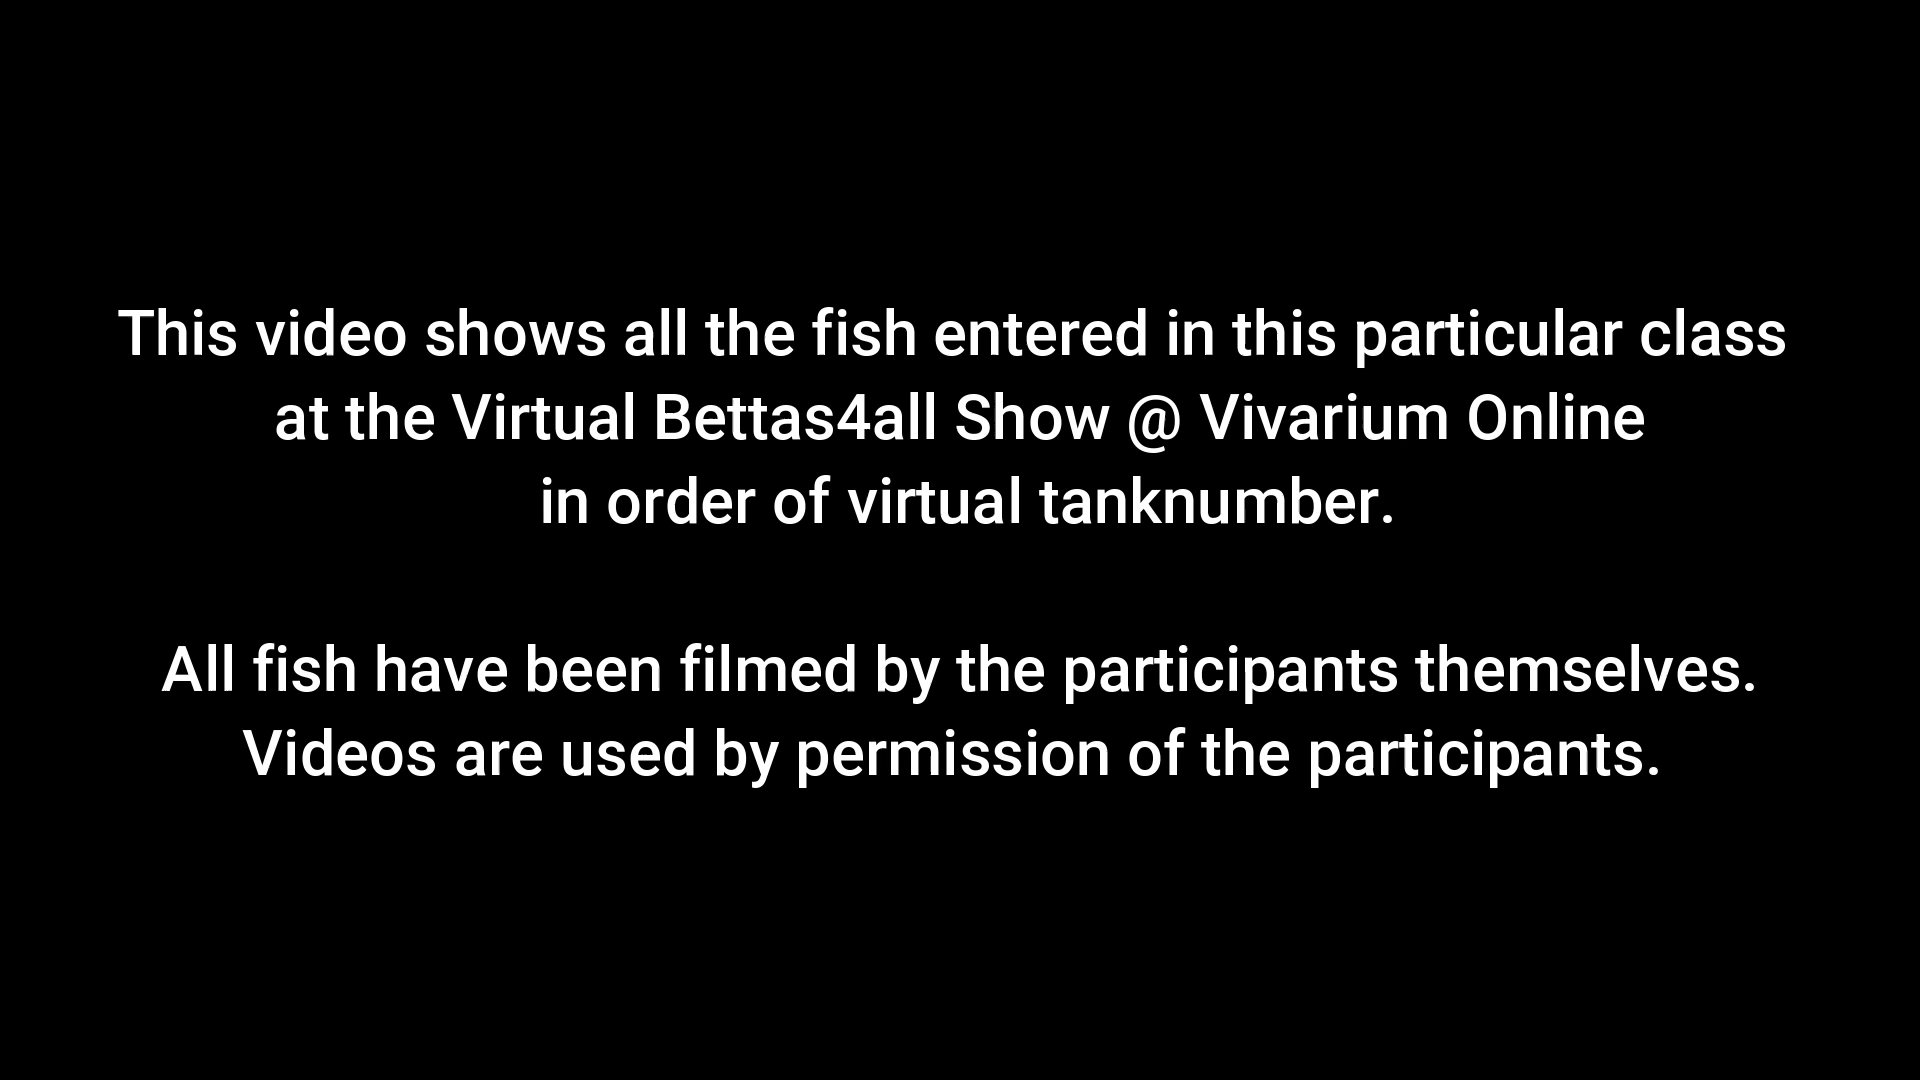 This video shows all the fish entered in this particular class
at the Virtual Bettas4all Show @ Vivarium Online
in order of virtual tanknumber.
All fish have been filmed by the participants themselves.
Videos are used by permission of the participants.